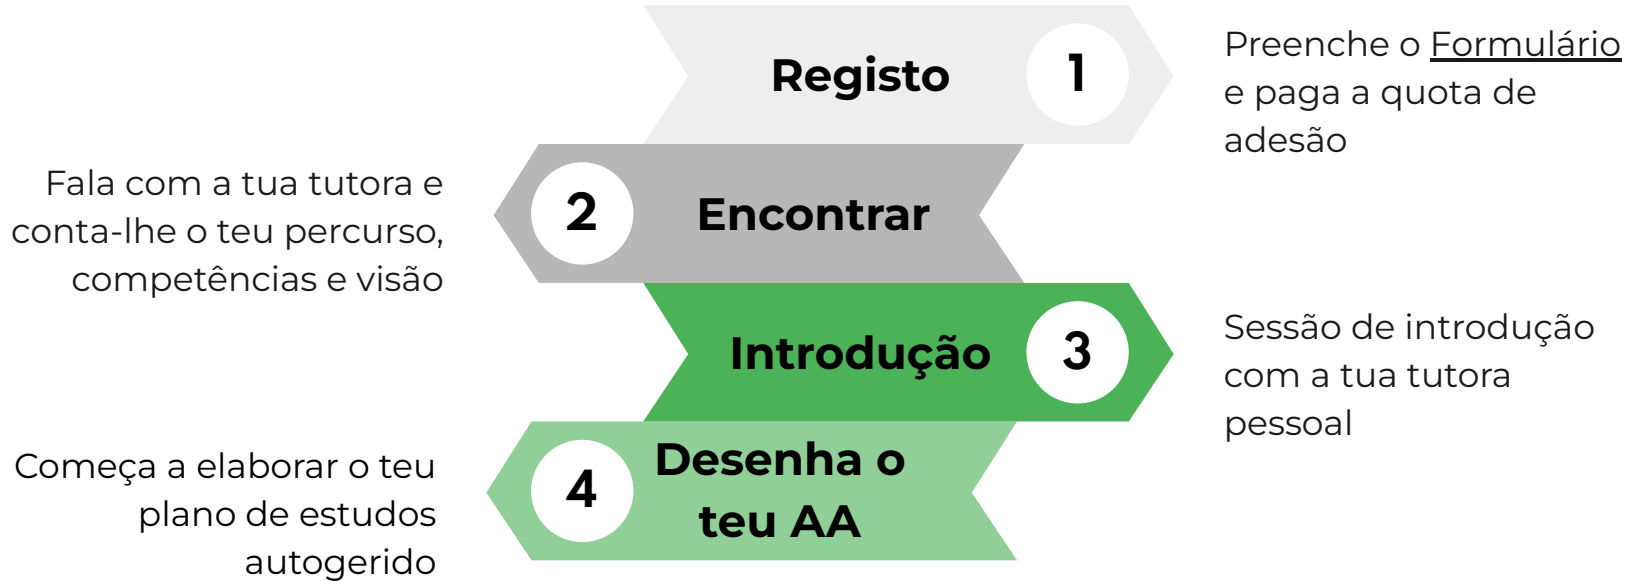 Registo
1
Preenche o Formulário
e paga a quota de
adesão
Fala com a tua tutora e
conta-lhe o teu percurso,
competências e visão
2
Encontrar
Introdução
3
Sessão de introdução
com a tua tutora
pessoal
Começa a elaborar o teu
plano de estudos
autogerido
4
Desenha o
teu AA